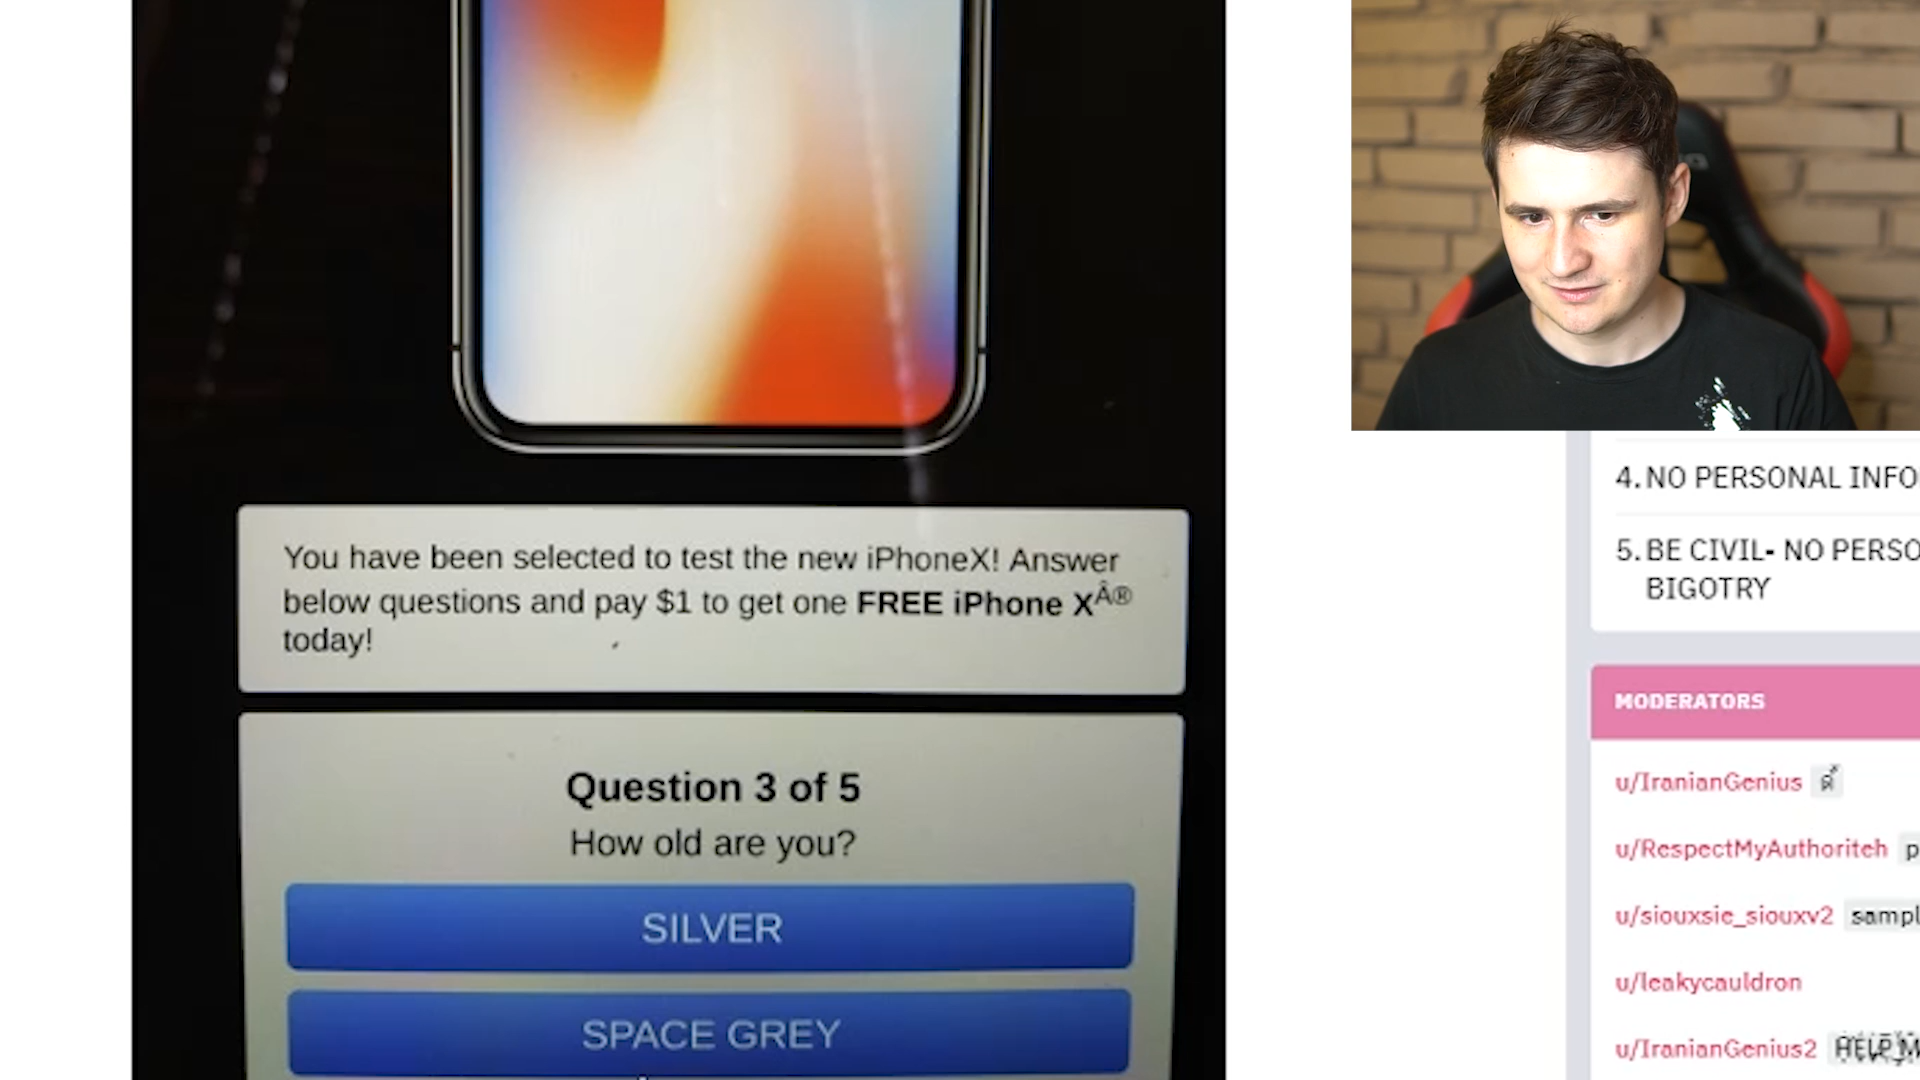 You have been selected to test the new iPhoneX! Answer
below questions and pay $1 to get one FREE iPhone XÂ®
today!
Question 3 of 5
How old are you?
SILVER
SPACE GREY
4. NO PERSONAL INFO
5. BE CIVIL- NO PERSO
BIGOTRY
MODERATORS
u/IranianGenius
u/RespectMyAuthoriteh p
u/siouxsie_siouxv2 sampl
u/leakycauldron
u/IranianGenius2 HELP M